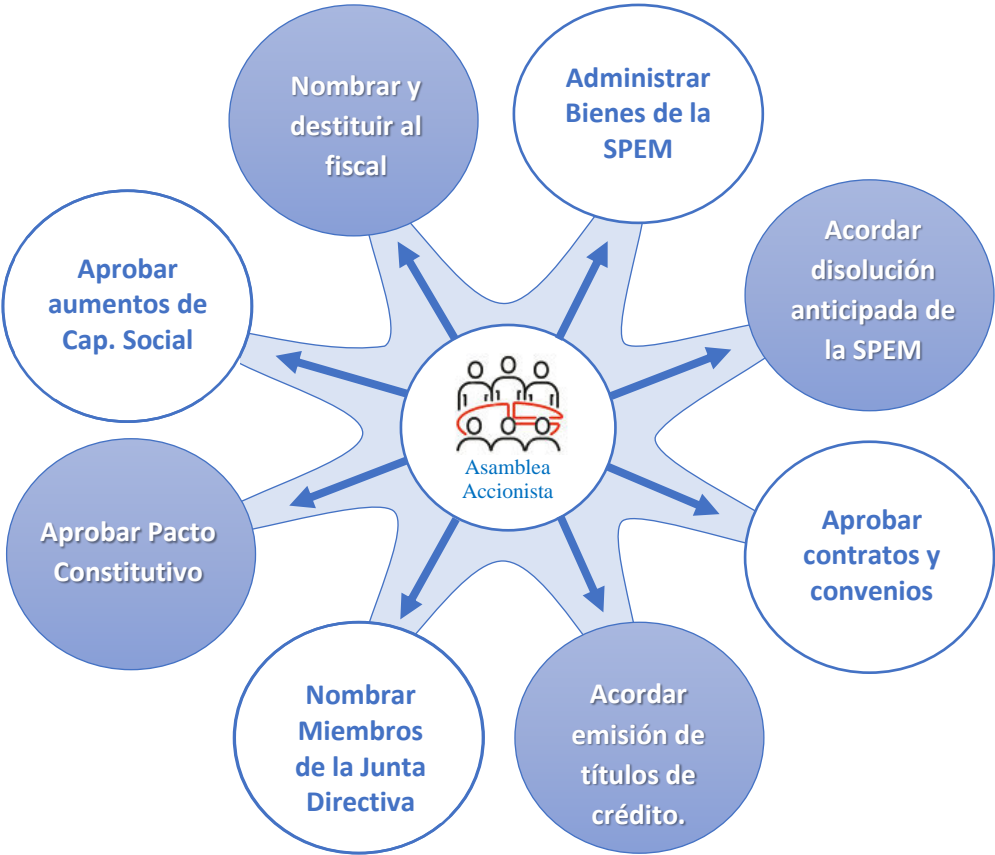 Nombrar y
destituir al
fiscal
Administrar
Bienes de la
SPEM
Acordar
disolución
anticipada de
la SPEM
Aprobar
contratos y
convenios
Acordar
emisión de
títulos de
crédito.
Nombrar
Miembros
de la Junta
Directiva
Aprobar Pacto
Constitutivo
Aprobar
aumentos de
Cap. Social
Asamblea
Accionista